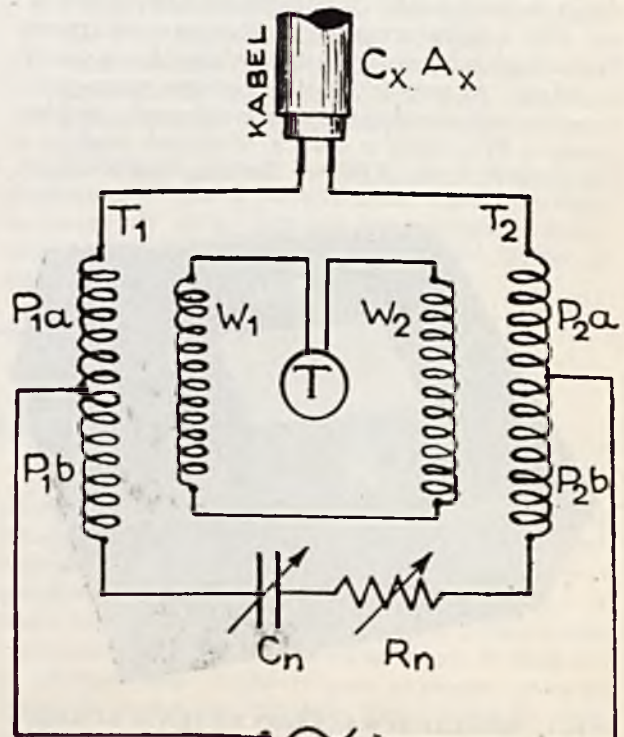 KABEL
Cx Ax
T1 T2
P1a W1 W2 P2a
T
P1b P2b
Cn Rn